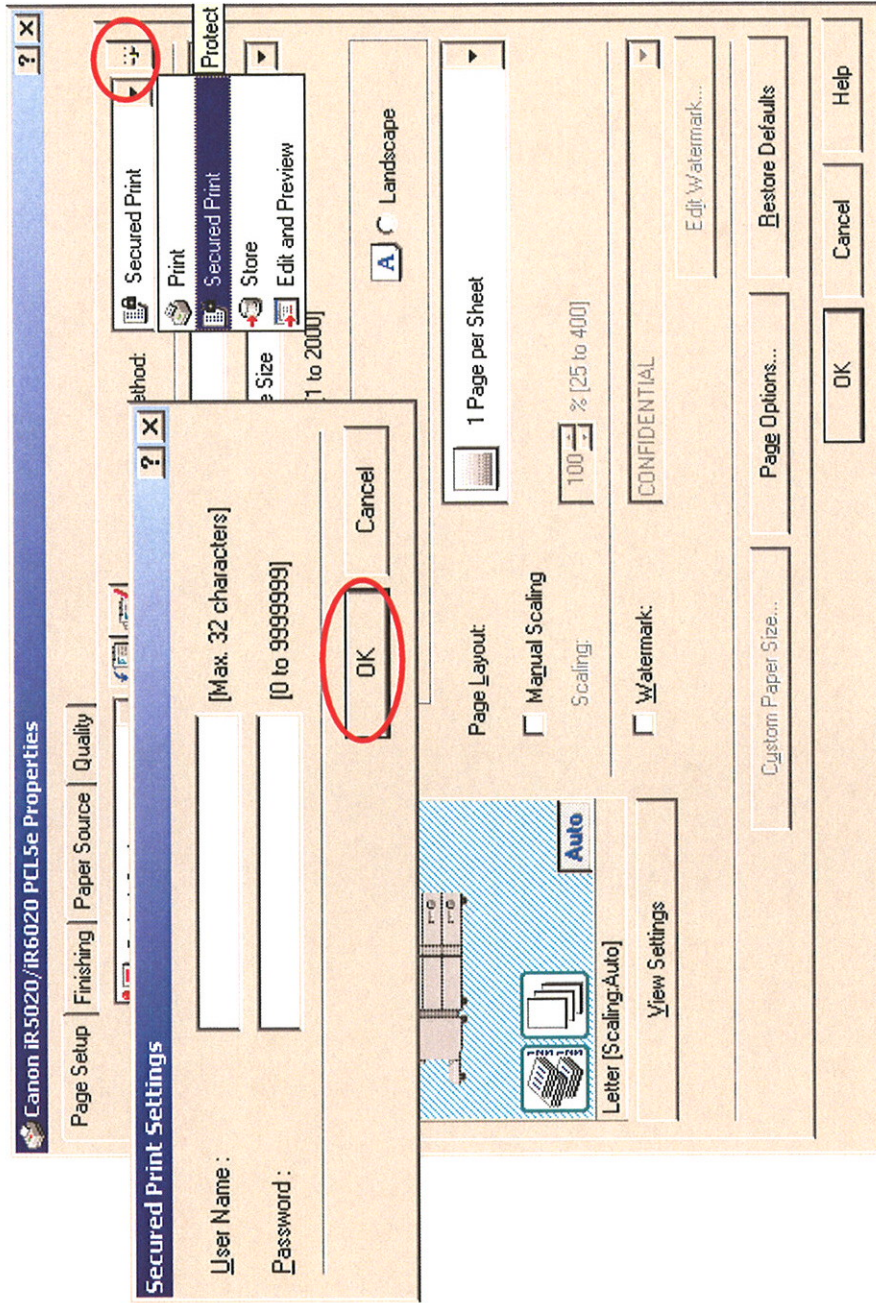 Canon iR5020/iR6020 PCL5e Properties
Page Setup Finishing Paper Source Quality
ethod: Secured Print
Print
Secured Print
Store
Edit and Preview
Protect
e Size
[1 to 2000]
Secured Print Settings
User Name : [Max. 32 characters]
Password : [0 to 9999999]
OK Cancel
A Landscape
Page Layout: 1 Page per Sheet
Manual Scaling
Scaling: 100 % [25 to 400]
Watermark: CONFIDENTIAL
Edit Watermark...
Auto
Letter [Scaling:Auto]
View Settings
Custom Paper Size... Page Options... Restore Defaults
OK Cancel Help